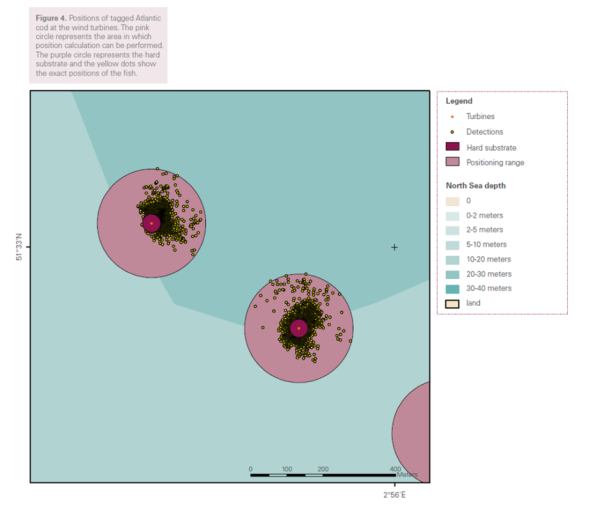 Figure 4. Positions of tagged Atlantic
cod at the wind turbines. The pink
circle represents the area in which
position calculation can be performed.
The purple circle represents the hard
substrate and the yellow dots show
the exact positions of the fish.
Legend
Turbines
Detections
Hard substrate
Positioning range
North Sea depth
0
0-2 meters
2-5 meters
5-10 meters
10-20 meters
20-30 meters
30-40 meters
land
51°33'N
0 100 200 400
Meters
2°56'E